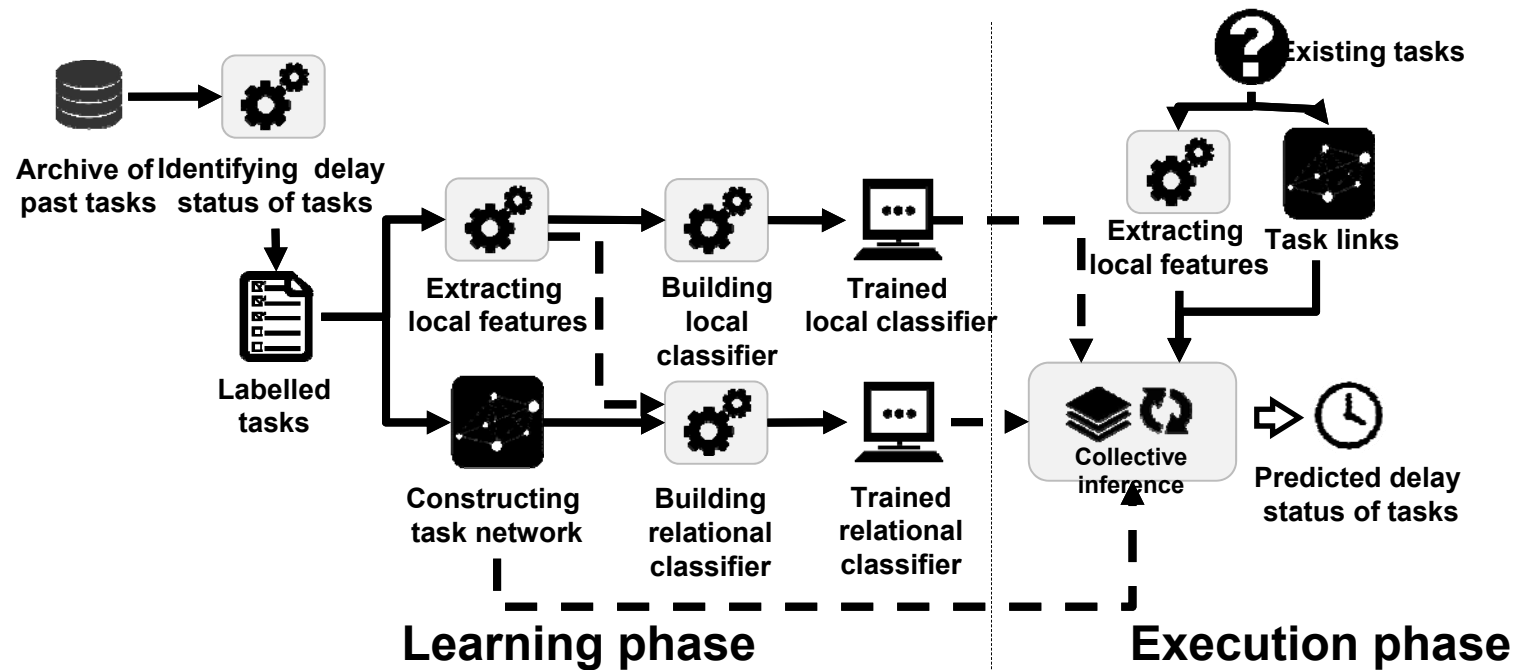 Existing tasks
Archive of
past tasks
Identifying delay
status of tasks
Extracting
local features
Task links
Extracting
local features
Building
local
classifier
Trained
local classifier
Labelled
tasks
Collective
inference
Predicted delay
status of tasks
Constructing
task network
Building
relational
classifier
Trained
relational
classifier
Learning phase
Execution phase